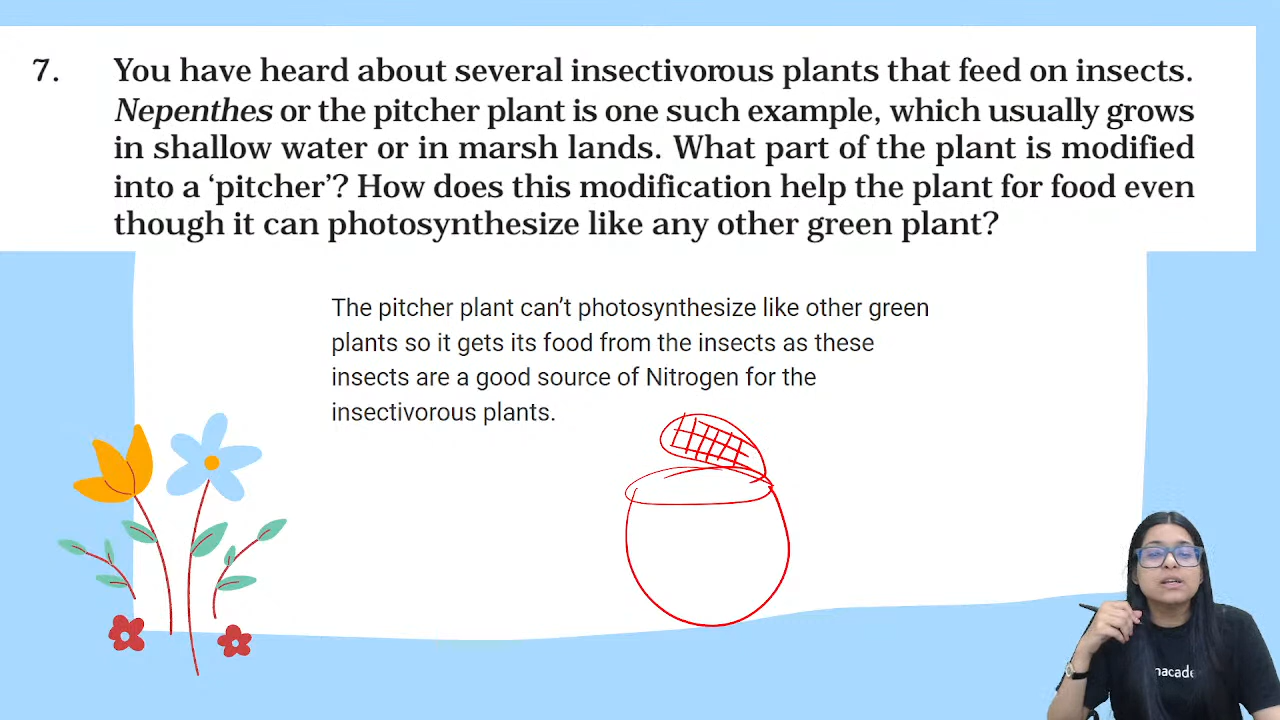 7. You have heard about several insectivorous plants that feed on insects.
Nepenthes or the pitcher plant is one such example, which usually grows
in shallow water or in marsh lands. What part of the plant is modified
into a ‘pitcher’? How does this modification help the plant for food even
though it can photosynthesize like any other green plant?
The pitcher plant can’t photosynthesize like other green
plants so it gets its food from the insects as these
insects are a good source of Nitrogen for the
insectivorous plants.
nacade